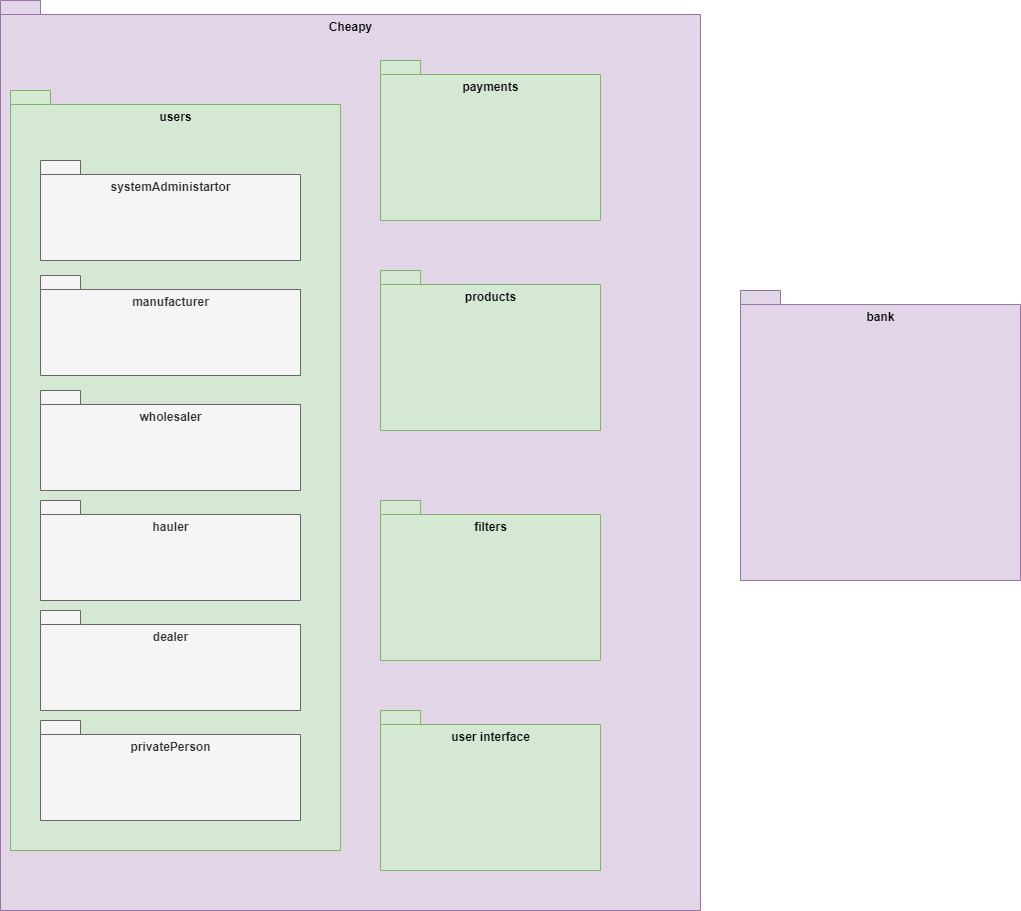 Cheapy
users
systemAdministartor
manufacturer
wholesaler
hauler
dealer
privatePerson
payments
products
filters
user interface
bank